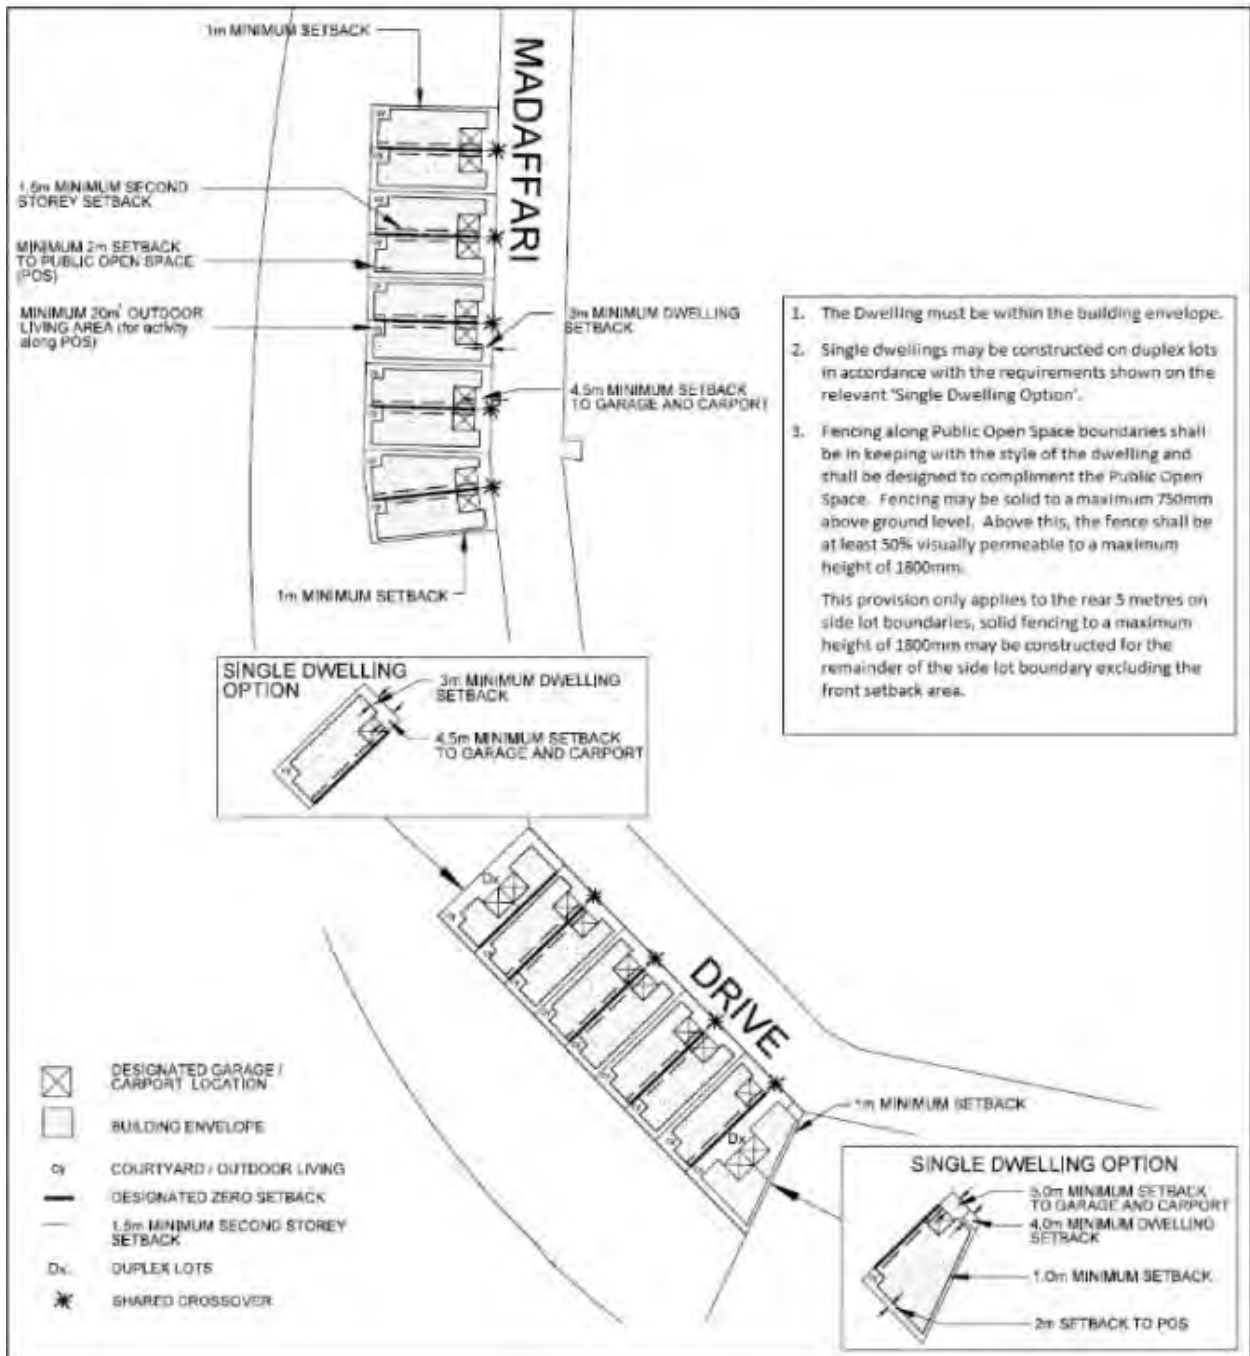 1m MINIMUM SETBACK
MADAFFARI
1.5m MINIMUM SECOND
STOREY SETBACK
MINIMUM 2m SETBACK
TO PUBLIC OPEN SPACE
(POS)
MINIMUM 20m² OUTDOOR
LIVING AREA (for activity
along POS)
3m MINIMUM DWELLING
SETBACK
4.5m MINIMUM SETBACK
TO GARAGE AND CARPORT
1m MINIMUM SETBACK
1. The Dwelling must be within the building envelope.
2. Single dwellings may be constructed on duplex lots
in accordance with the requirements shown on the
relevant 'Single Dwelling Option'.
3. Fencing along Public Open Space boundaries shall
be in keeping with the style of the dwelling and
shall be designed to compliment the Public Open
Space. Fencing may be solid to a maximum 750mm
above ground level. Above this, the fence shall be
at least 50% visually permeable to a maximum
height of 1800mm.
This provision only applies to the rear 5 metres on
side lot boundaries, solid fencing to a maximum
height of 1800mm may be constructed for the
remainder of the side lot boundary excluding the
front setback area.
SINGLE DWELLING
OPTION
3m MINIMUM DWELLING
SETBACK
4.5m MINIMUM SETBACK
TO GARAGE AND CARPORT
Dx
DRIVE
1m MINIMUM SETBACK
Dx
SINGLE DWELLING OPTION
5.0m MINIMUM SETBACK
TO GARAGE AND CARPORT
4.0m MINIMUM DWELLING
SETBACK
1.0m MINIMUM SETBACK
2m SETBACK TO POS
DESIGNATED GARAGE /
CARPORT LOCATION
BUILDING ENVELOPE
cy COURTYARD / OUTDOOR LIVING
DESIGNATED ZERO SETBACK
1.5m MINIMUM SECOND STOREY
SETBACK
Dx. DUPLEX LOTS
SHARED CROSSOVER